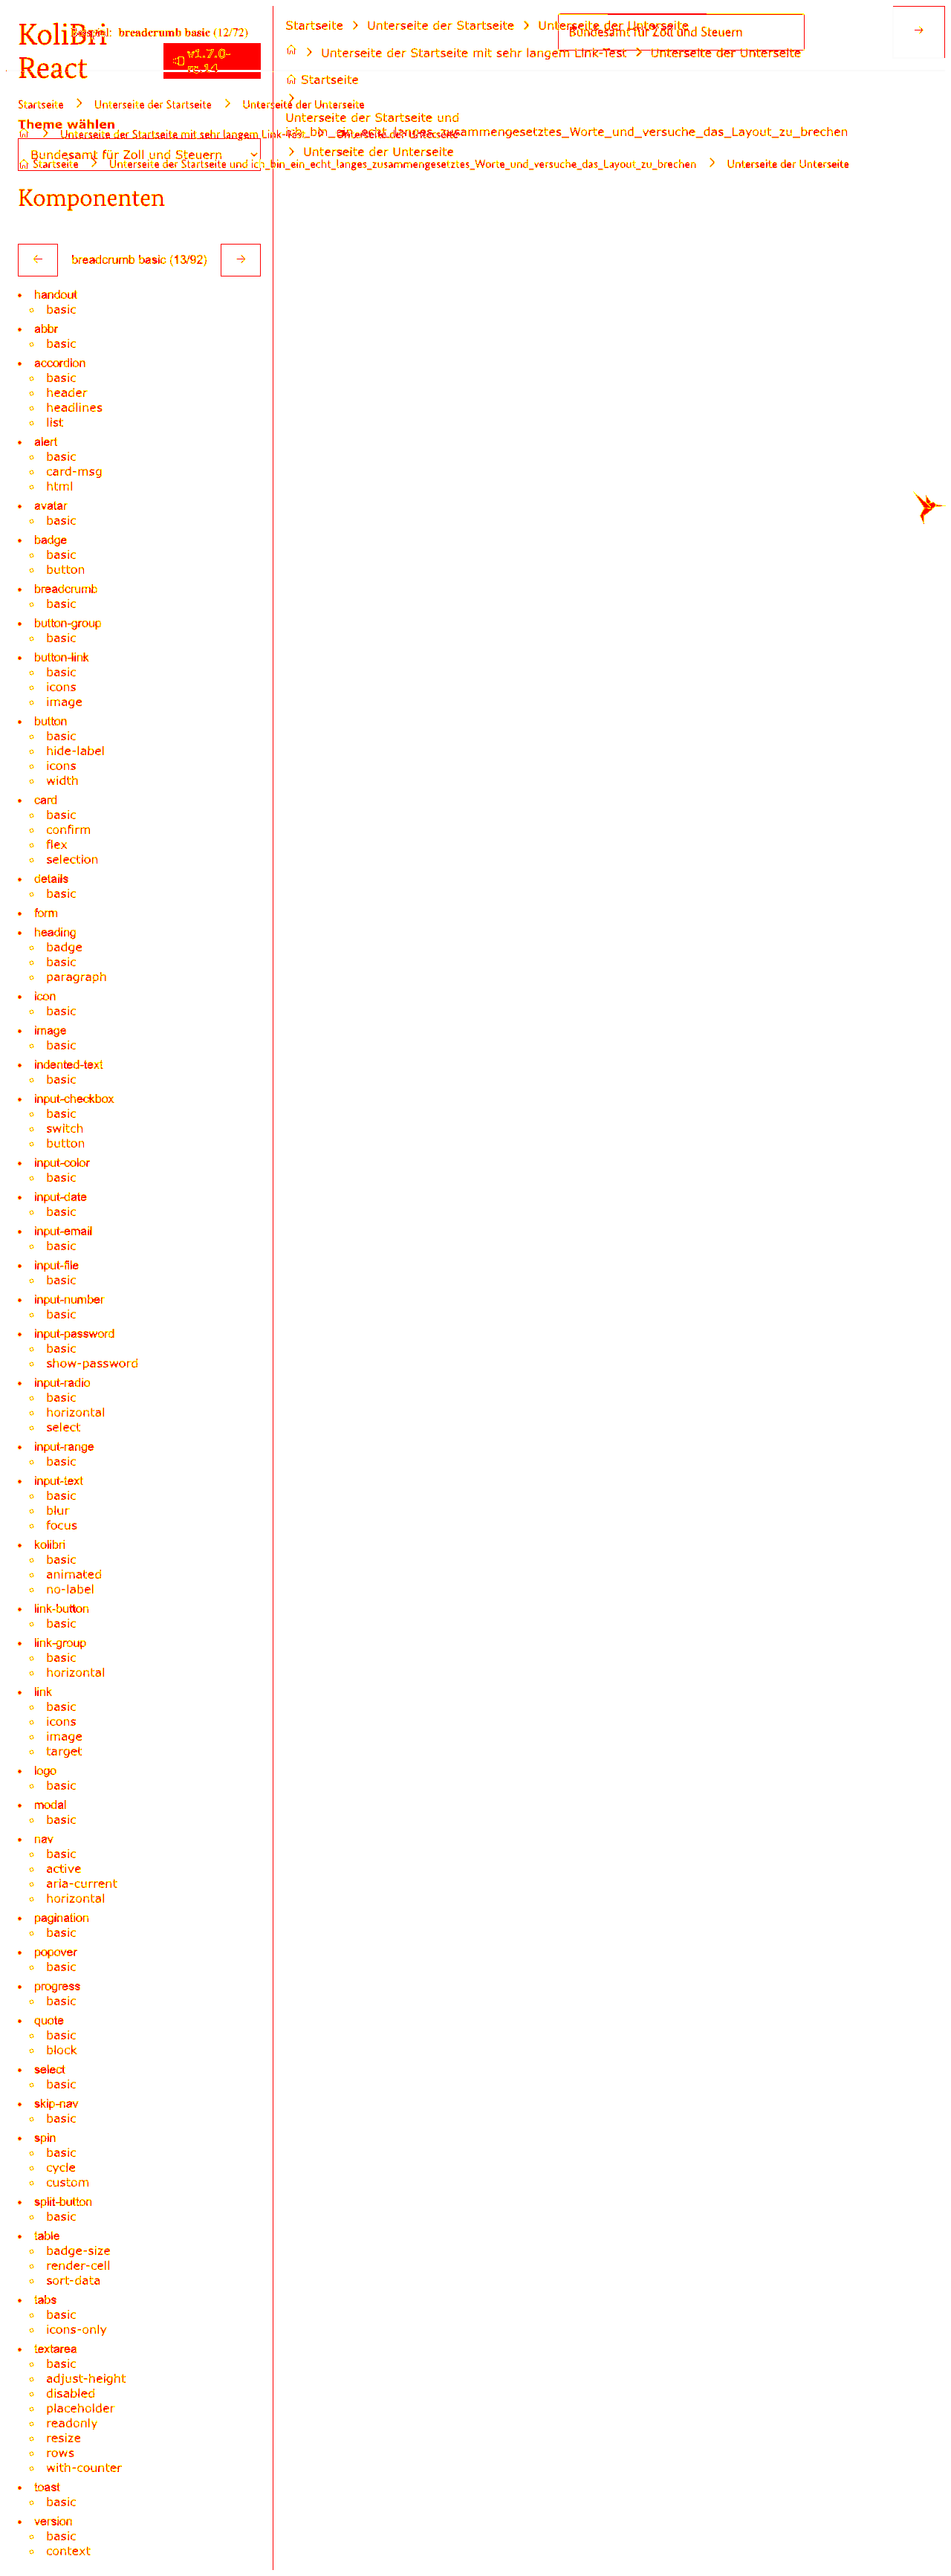 KoliBri
React
breadcrumb basic (12/72)
v1.7.0-
Startseite Unterseite der Startseite Unterseite der Unterseite
Bundesamt für Zoll und Steuern
Unterseite der Startseite mit sehr langem Link-Test Unterseite der Unterseite
Startseite
Unterseite der Startseite und
ich_bin_ein_echt_langes_zusammengesetztes_Worte_und_versuche_das_Layout_zu_brechen
Unterseite der Unterseite
Startseite Unterseite der Startseite Unterseite der Unterseite
Theme wählen
Unterseite der Startseite mit sehr langem Link-Test Unterseite der Unterseite
Bundesamt für Zoll und Steuern
Startseite Unterseite der Startseite und ich_bin_ein_echt_langes_zusammengesetztes_Worte_und_versuche_das_Layout_zu_brechen Unterseite der Unterseite
Komponenten
← breadcrumb basic (13/92) →
handout
basic
abbr
basic
accordion
basic
header
headlines
list
alert
basic
card-msg
html
avatar
basic
badge
basic
button
breadcrumb
basic
button-group
basic
button-link
basic
icons
image
button
basic
hide-label
icons
width
card
basic
confirm
flex
selection
details
basic
form
heading
badge
basic
paragraph
icon
basic
image
basic
indented-text
basic
input-checkbox
basic
switch
button
input-color
basic
input-date
basic
input-email
basic
input-file
basic
input-number
basic
input-password
basic
show-password
input-radio
basic
horizontal
select
input-range
basic
input-text
basic
blur
focus
kolibri
basic
animated
no-label
link-button
basic
link-group
basic
horizontal
link
basic
icons
image
target
logo
basic
modal
basic
nav
basic
active
aria-current
horizontal
pagination
basic
popover
basic
progress
basic
quote
basic
block
select
basic
skip-nav
basic
spin
basic
cycle
custom
split-button
basic
table
badge-size
render-cell
sort-data
tabs
basic
icons-only
textarea
basic
adjust-height
disabled
placeholder
readonly
resize
rows
with-counter
toast
basic
version
basic
context